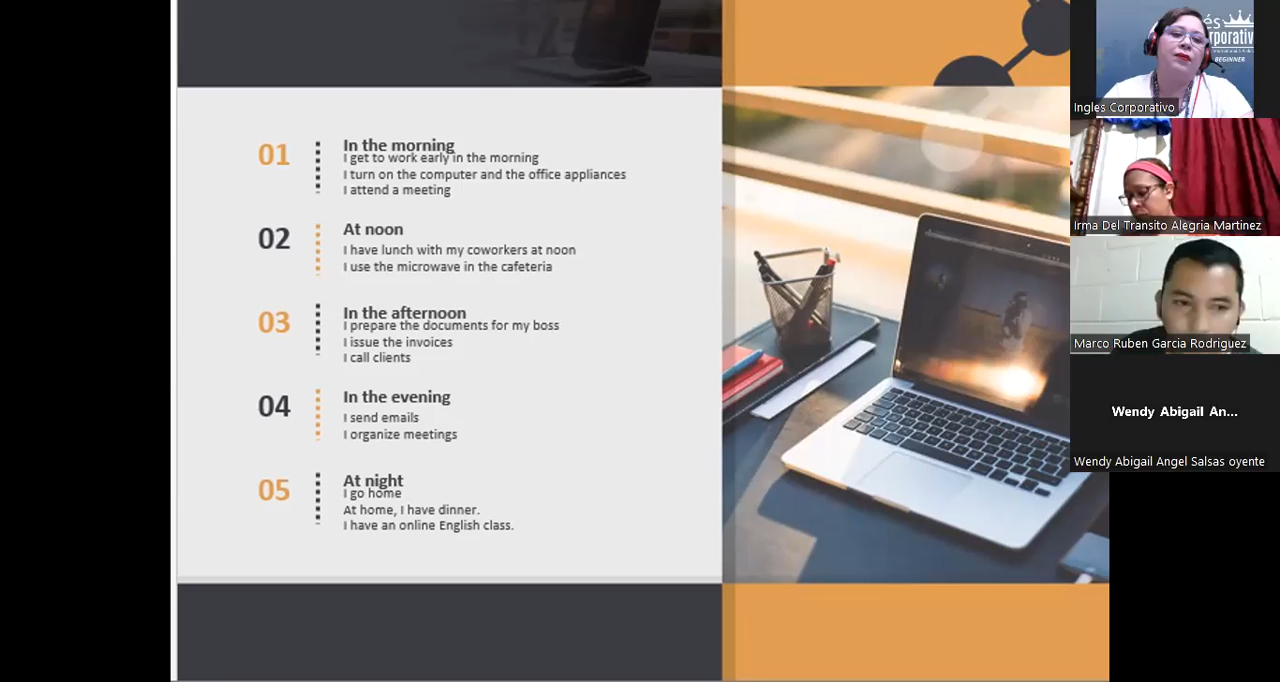 01
In the morning
I get to work early in the morning
I turn on the computer and the office appliances
I attend a meeting
02
At noon
I have lunch with my coworkers at noon
I use the microwave in the cafeteria
03
In the afternoon
I prepare the documents for my boss
I issue the invoices
I call clients
04
In the evening
I send emails
I organize meetings
05
At night
I go home
At home, I have dinner.
I have an online English class.
és
rporativ
BEGINNER
Ingles Corporativo
Irma Del Transito Alegria Martinez
Marco Ruben Garcia Rodriguez
Wendy Abigail An...
Wendy Abigail Angel Salsas oyente